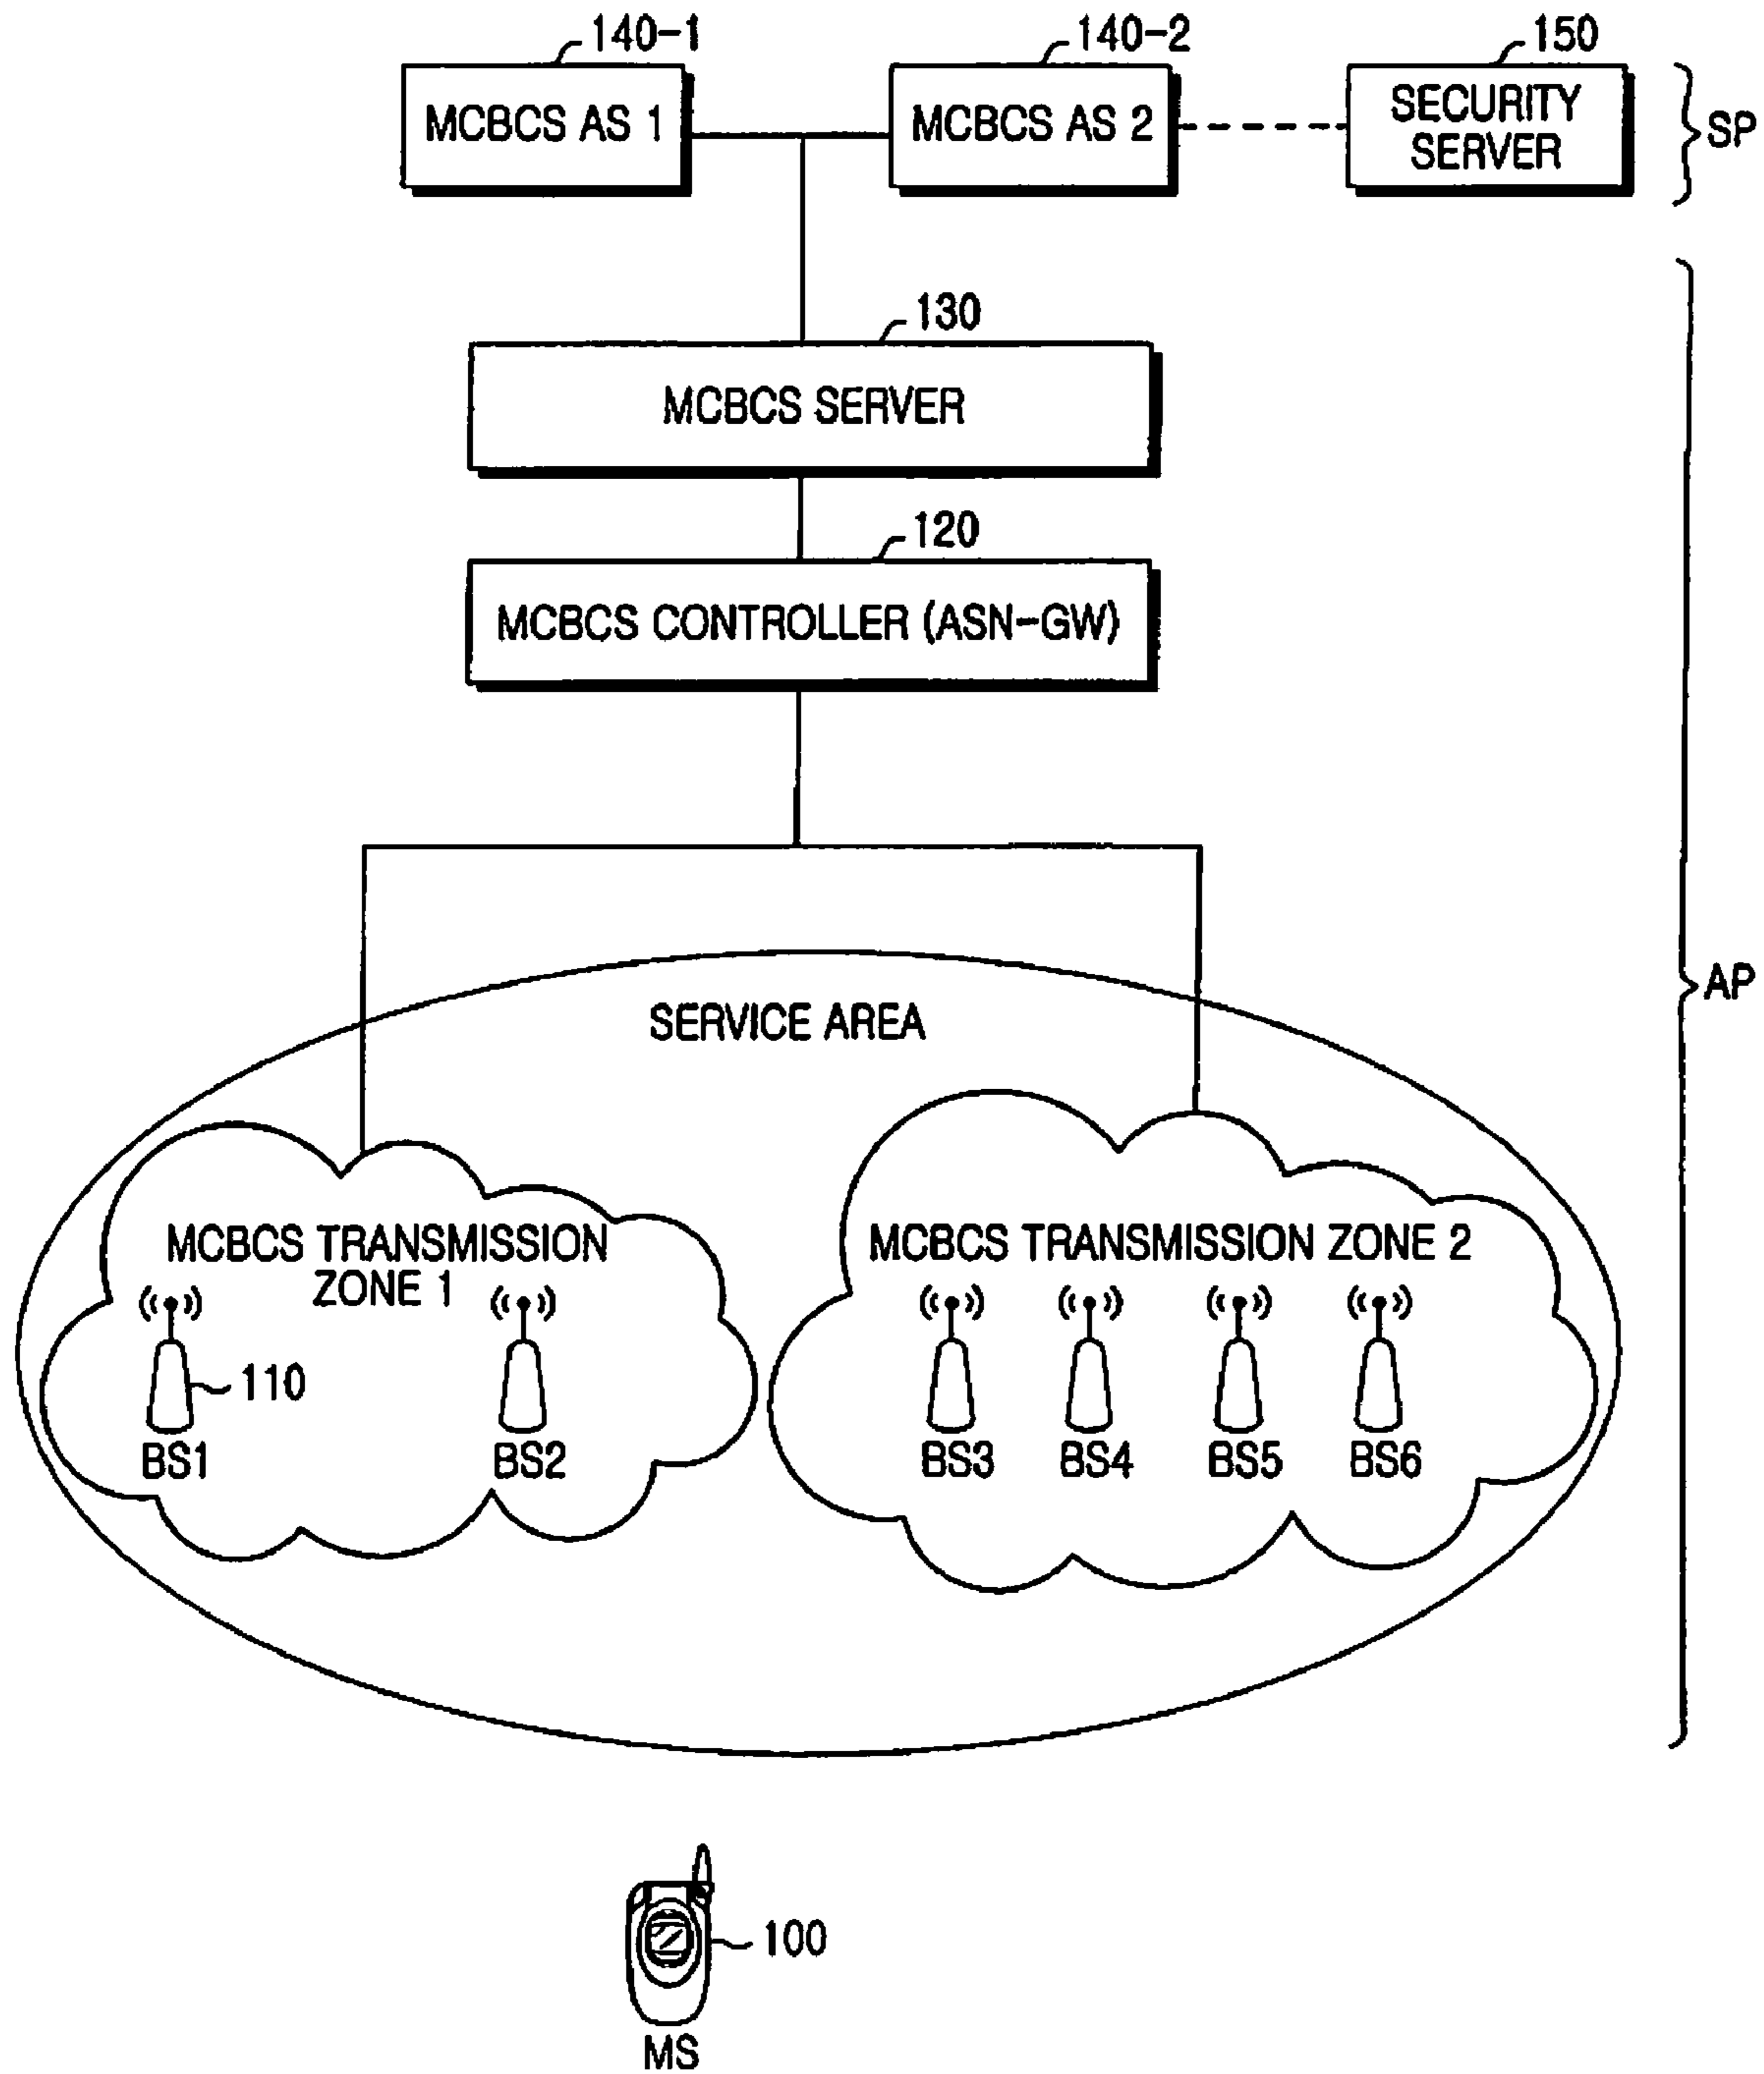 140-1
140-2
150
MCBCS AS 1
MCBCS AS 2
SECURITY
SERVER
SP
130
MCBCS SERVER
120
MCBCS CONTROLLER (ASN-GW)
AP
SERVICE AREA
MCBCS TRANSMISSION
ZONE 1
MCBCS TRANSMISSION ZONE 2
110
BS1
BS2
BS3
BS4
BS5
BS6
100
MS